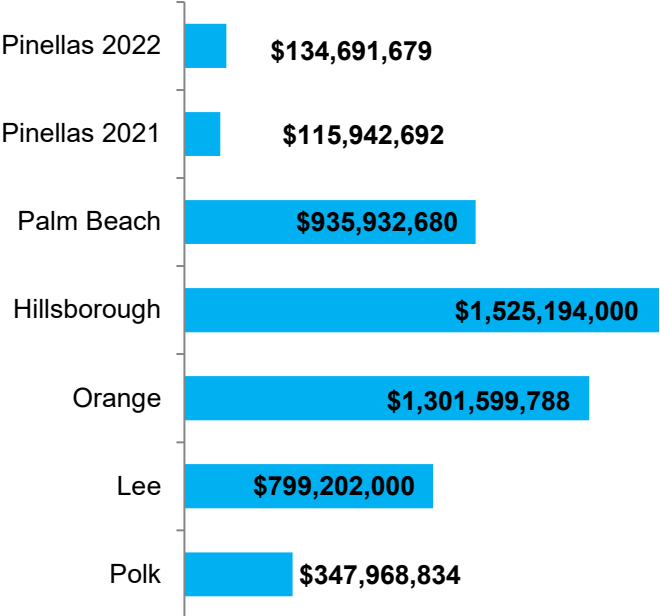 Pinellas 2022 $134,691,679
Pinellas 2021 $115,942,692
Palm Beach $935,932,680
Hillsborough $1,525,194,000
Orange $1,301,599,788
Lee $799,202,000
Polk $347,968,834